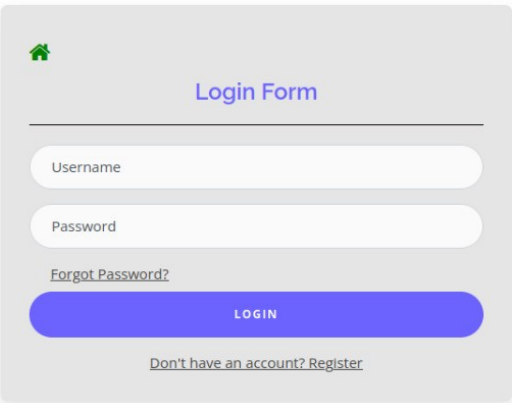 Login Form
Username
Password
Forgot Password?
LOGIN
Don't have an account? Register